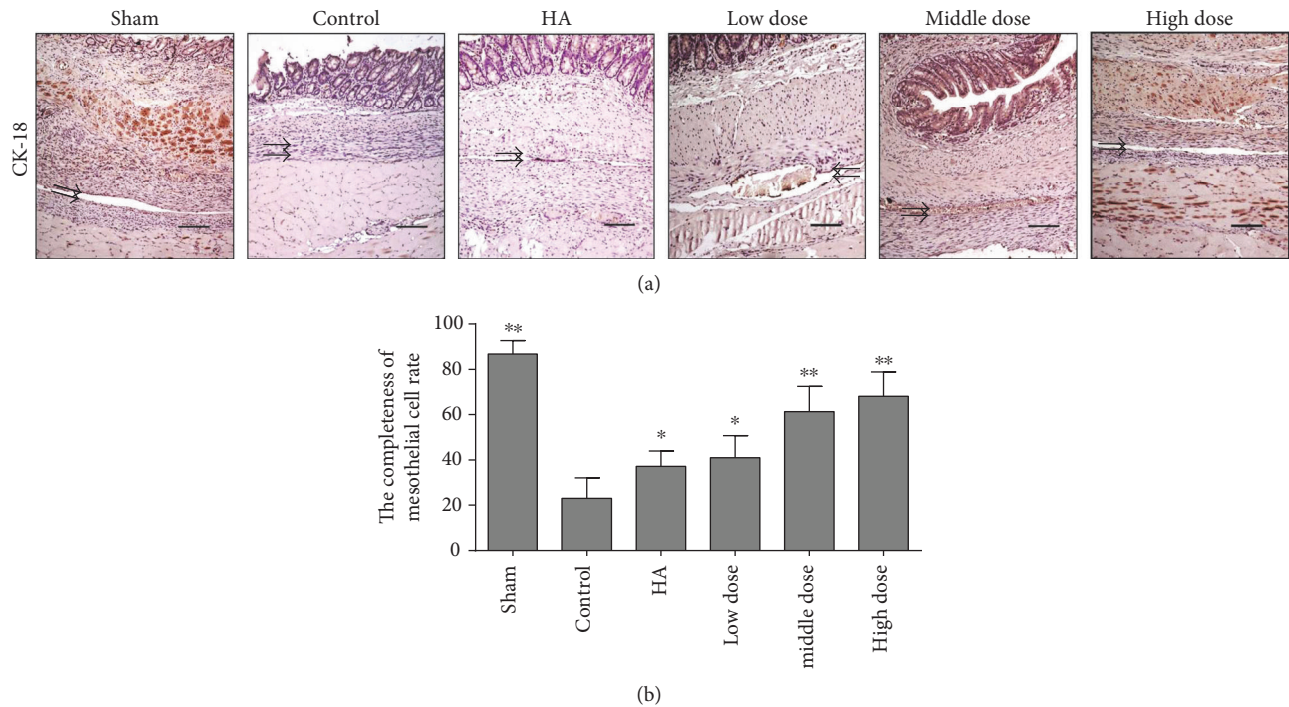 Sham Control HA Low dose Middle dose High dose
CK-18
(a)
The completeness of
mesothelial cell rate
100
80
60
40
20
0
** * * ** **
Sham
Control
HA
Low dose
middle dose
High dose
(b)